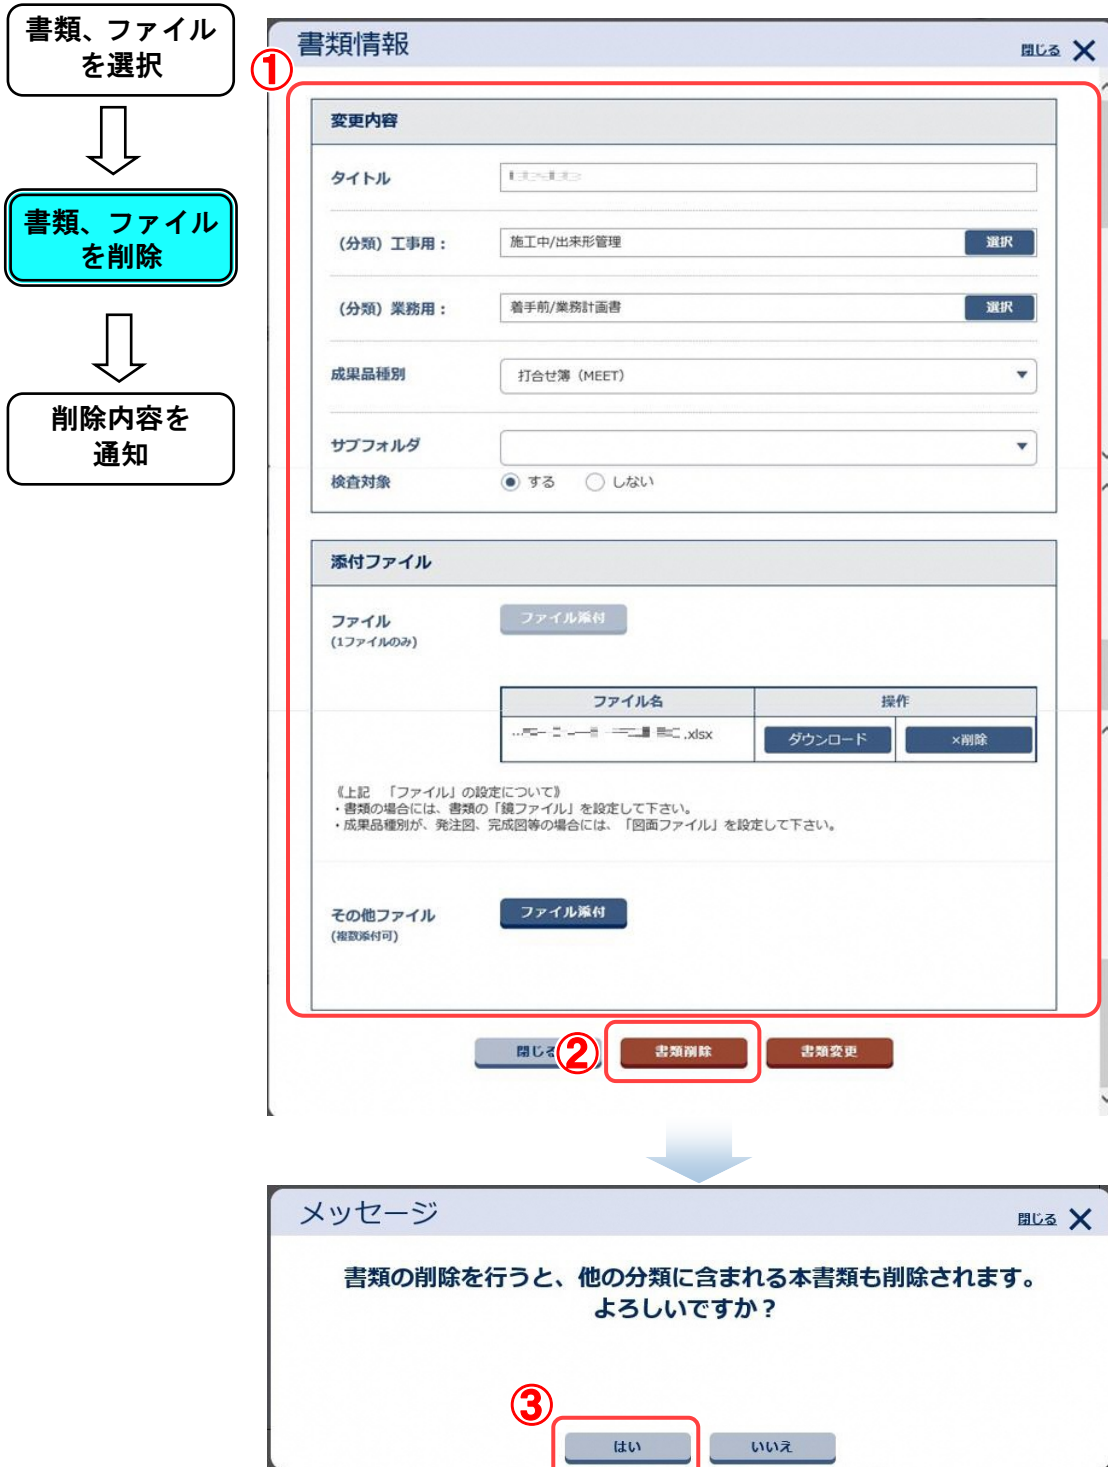 書類、ファイル
を選択
書類、ファイル
を削除
削除内容を
通知
書類情報
閉じる
①
変更内容
タイトル
(分類) 工事用：
施工中/出来形管理
選択
(分類) 業務用：
着手前/業務計画書
選択
成果品種別
打合せ簿（MEET）
サブフォルダ
検査対象
する
しない
添付ファイル
ファイル
(1ファイルのみ)
ファイル添付
ファイル名
操作
.xlsx
ダウンロード
×削除
《上記　「ファイル」の設定について》
・書類の場合には、書類の「鏡ファイル」を設定して下さい。
・成果品種別が、発注図、完成図等の場合には、「図面ファイル」を設定して下さい。
その他ファイル
(複数添付可)
ファイル添付
閉じる
②
書類削除
書類変更
メッセージ
閉じる
書類の削除を行うと、他の分類に含まれる本書類も削除されます。
よろしいですか？
③
はい
いいえ